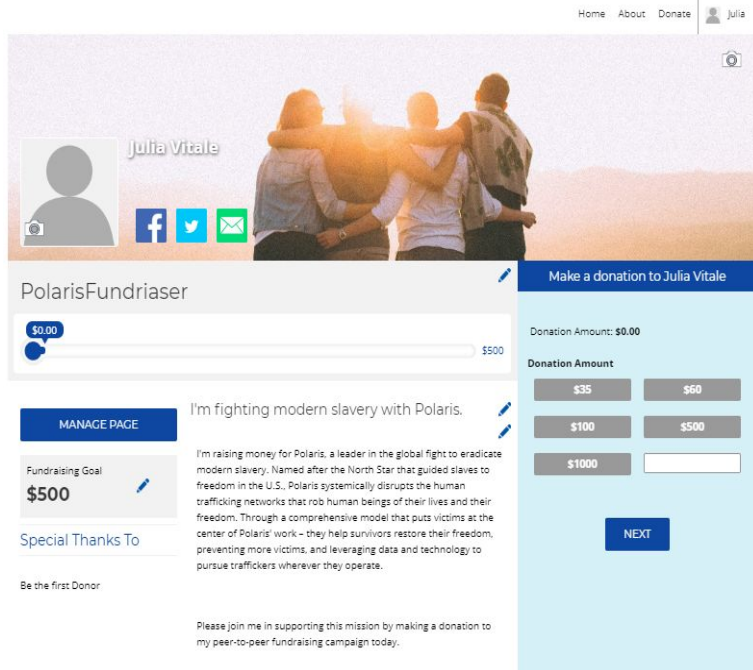 Home About Donate Julia
Julia Vitale
PolarisFundriaser
$0.00
$500
MANAGE PAGE
Fundraising Goal
$500
Special Thanks To
Be the first Donor
I'm fighting modern slavery with Polaris.
I'm raising money for Polaris, a leader in the global fight to eradicate
modern slavery. Named after the North Star that guided slaves to
freedom in the U.S., Polaris systemically disrupts the human
trafficking networks that rob human beings of their lives and their
freedom. Through a comprehensive model that puts victims at the
center of Polaris' work – they help survivors restore their freedom,
preventing more victims, and leveraging data and technology to
pursue traffickers wherever they operate.
Please join me in supporting this mission by making a donation to
my peer-to-peer fundraising campaign today.
Make a donation to Julia Vitale
Donation Amount: $0.00
Donation Amount
$35 $60
$100 $500
$1000
NEXT